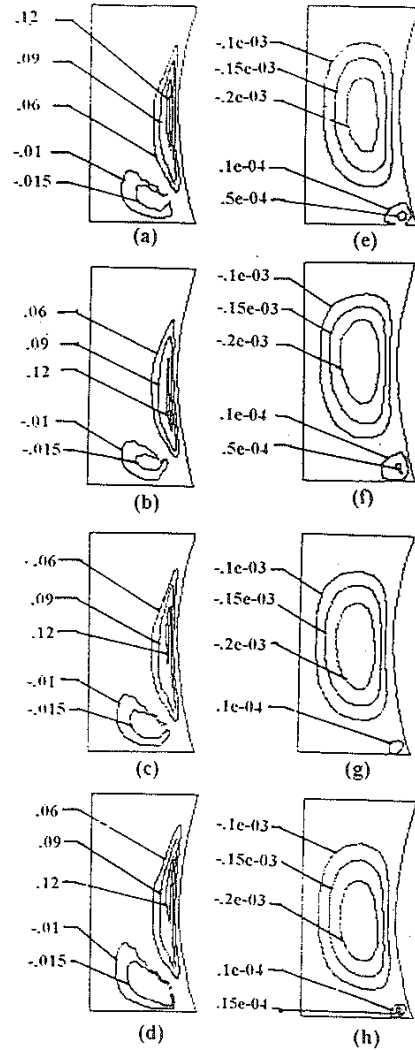 .12
.09
.06
-.01
-.015
(a)
-.1e-03
-.15e-03
-.2e-03
.1e-04
.5e-04
(e)
.06
.09
.12
-.01
-.015
(b)
-.1e-03
-.15e-03
-.2e-03
.1e-04
.5e-04
(f)
.06
.09
.12
-.01
-.015
(c)
-.1e-03
-.15e-03
-.2e-03
.1e-04
(g)
.06
.09
.12
-.01
-.015
(d)
-.1e-03
-.15e-03
-.2e-03
.1e-04
.15e-04
(h)